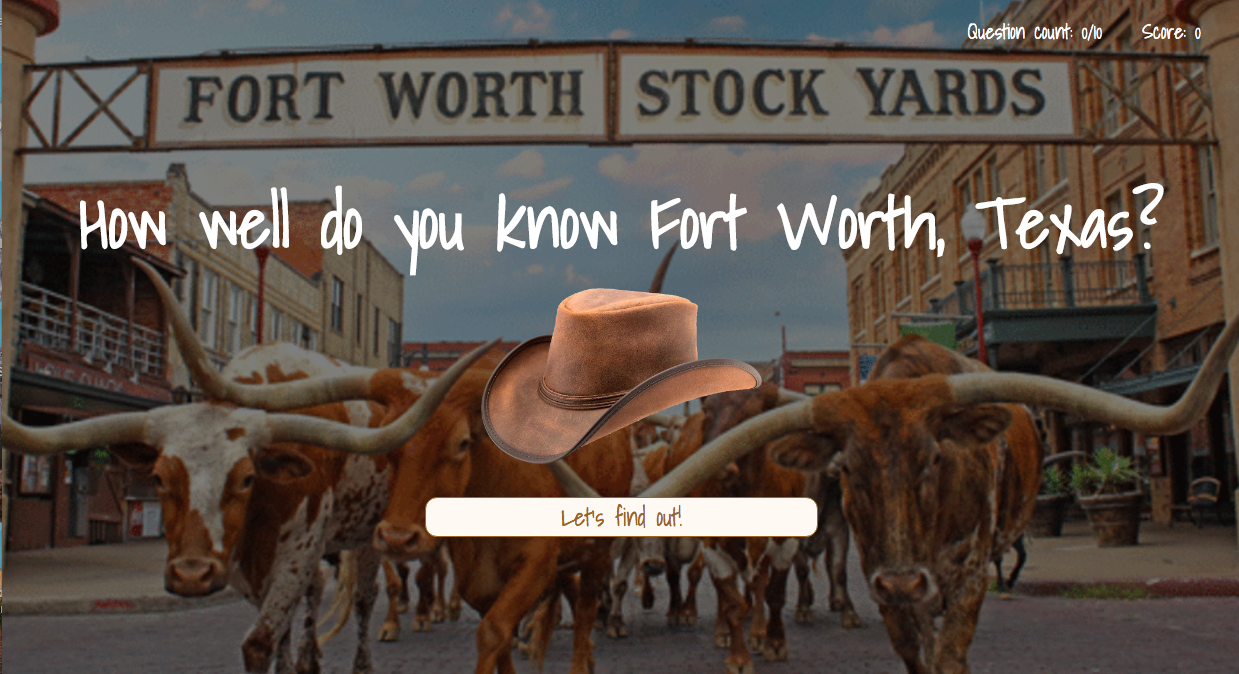 Question count: 0/10 Score: 0
FORT WORTH STOCK YARDS
How well do you know Fort Worth, Texas?
Let's find out!